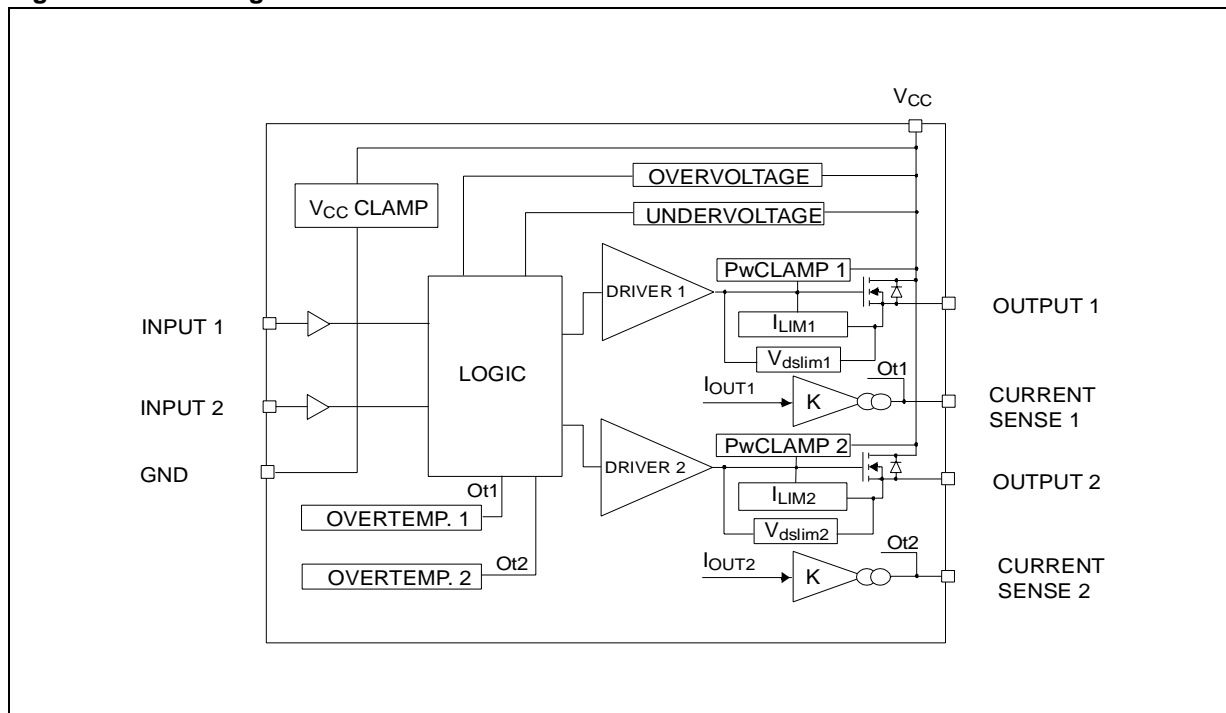 VCC
OVERVOLTAGE
VCC CLAMP
UNDERVOLTAGE
PwCLAMP 1
DRIVER 1
INPUT 1
OUTPUT 1
ILIM1
LOGIC
Vdslim1
Ot1
IOUT1
K
INPUT 2
CURRENT
SENSE 1
PwCLAMP 2
DRIVER 2
GND
OUTPUT 2
Ot1
ILIM2
OVERTEMP. 1
Vdslim2
Ot2
Ot2
IOUT2
OVERTEMP. 2
K
CURRENT
SENSE 2